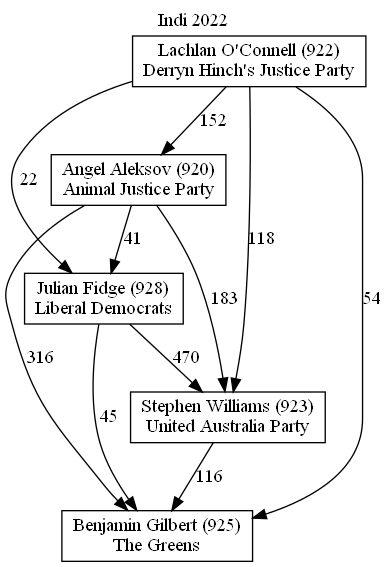 Indi 2022
Lachlan O'Connell (922)
Derryn Hinch's Justice Party
152
Angel Aleksov (920)
Animal Justice Party
22
41
118
Julian Fidge (928)
Liberal Democrats
183
54
316
470
45
Stephen Williams (923)
United Australia Party
116
Benjamin Gilbert (925)
The Greens